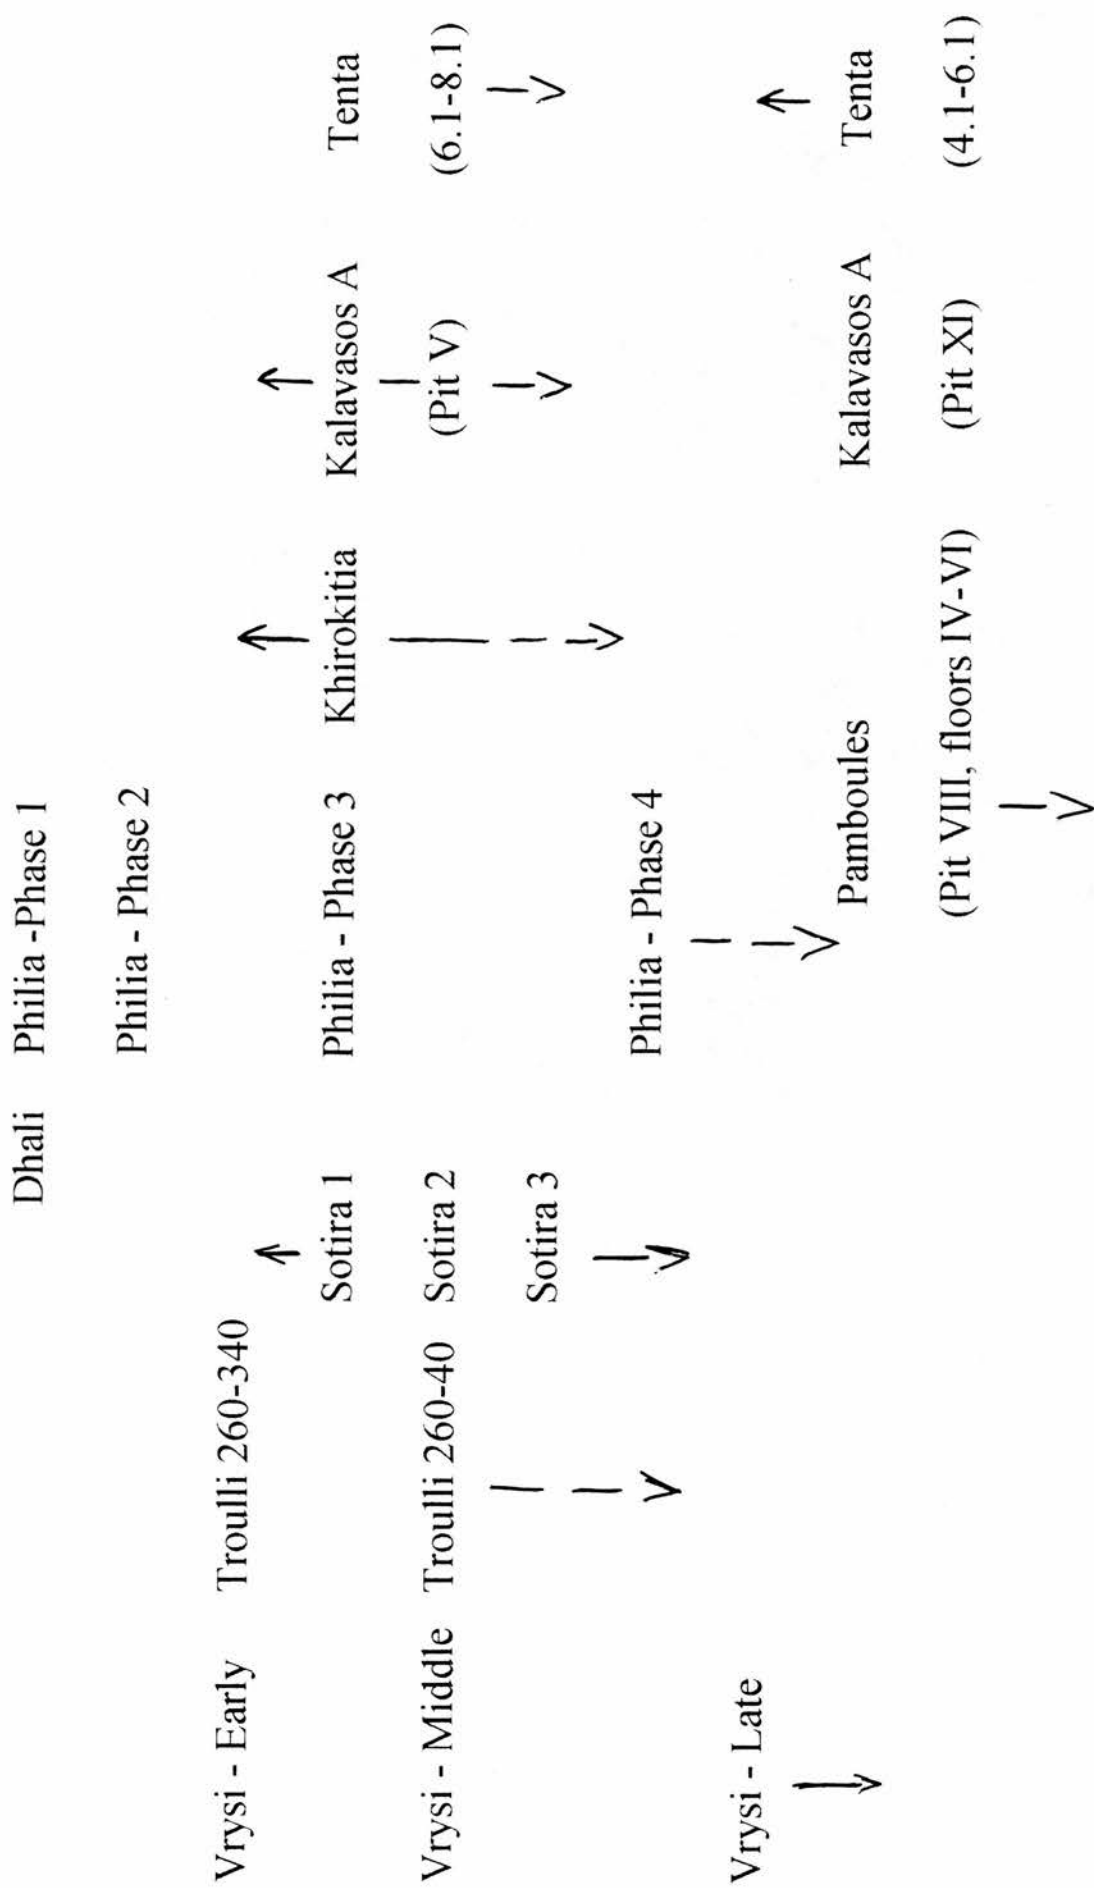 Dhali Philia -Phase 1
Philia - Phase 2
Vrysi - Early Troulli 260-340
Sotira 1 Philia - Phase 3 Khirokitia Kalavasos A Tenta
Vrysi - Middle Troulli 260-40 Sotira 2 (Pit V) (6.1-8.1)
Sotira 3
Philia - Phase 4
Vrysi - Late
Pamboules Kalavasos A Tenta
(Pit VIII, floors IV-VI) (Pit XI) (4.1-6.1)